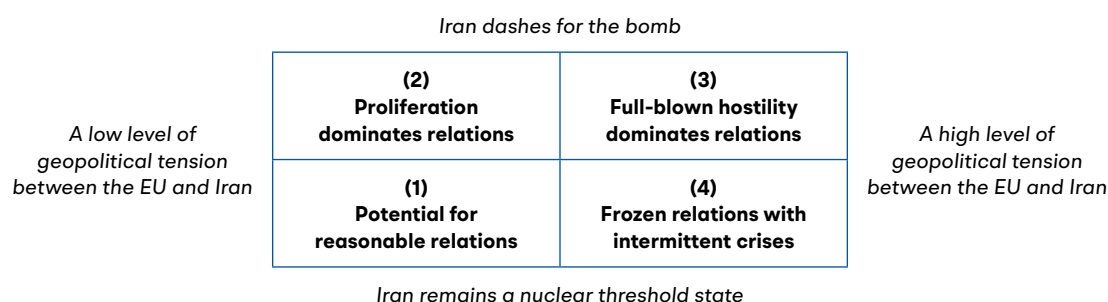 Iran dashes for the bomb
A low level of
geopolitical tension
between the EU and Iran
(2)
Proliferation
dominates relations
(3)
Full-blown hostility
dominates relations
(1)
Potential for
reasonable relations
(4)
Frozen relations with
intermittent crises
A high level of
geopolitical tension
between the EU and Iran
Iran remains a nuclear threshold state